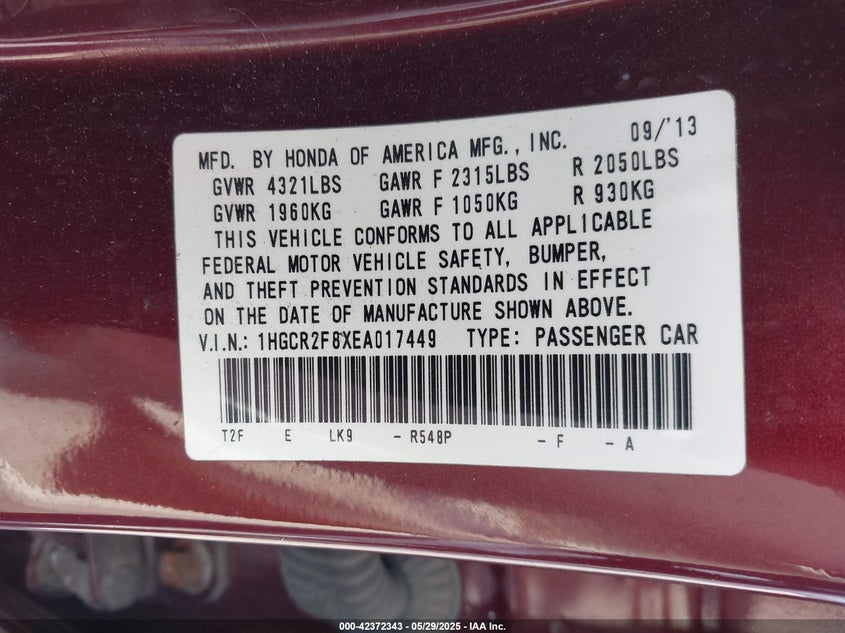 MFD. BY HONDA OF AMERICA MFG., INC. 09/'13
GVWR 4321LBS GAWR F 2315LBS R 2050LBS
GVWR 1960KG GAWR F 1050KG R 930KG
THIS VEHICLE CONFORMS TO ALL APPLICABLE
FEDERAL MOTOR VEHICLE SAFETY, BUMPER,
AND THEFT PREVENTION STANDARDS IN EFFECT
ON THE DATE OF MANUFACTURE SHOWN ABOVE.
V.I.N.: 1HGCR2F8XEA017449 TYPE: PASSENGER CAR
T2F E LK9 - R548P - F - A
000-42372343 / 05/29/2025 - IAA Inc.